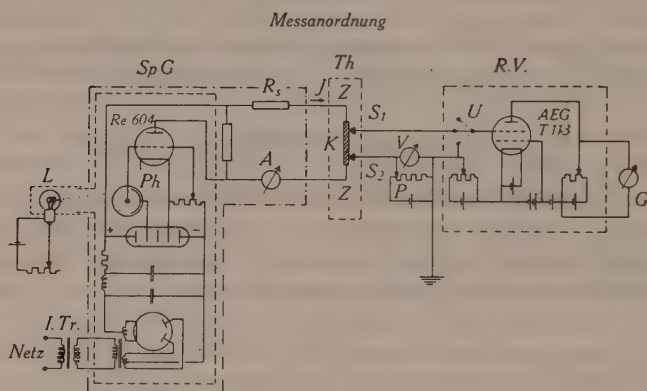 Messanordnung
SpG
Th
R.V.
R_s
J
Z
S_1
U
AEG
T 113
Re 604
K
V
L
Ph
A
S_2
P
G
Z
+
−
I.Tr.
Netz